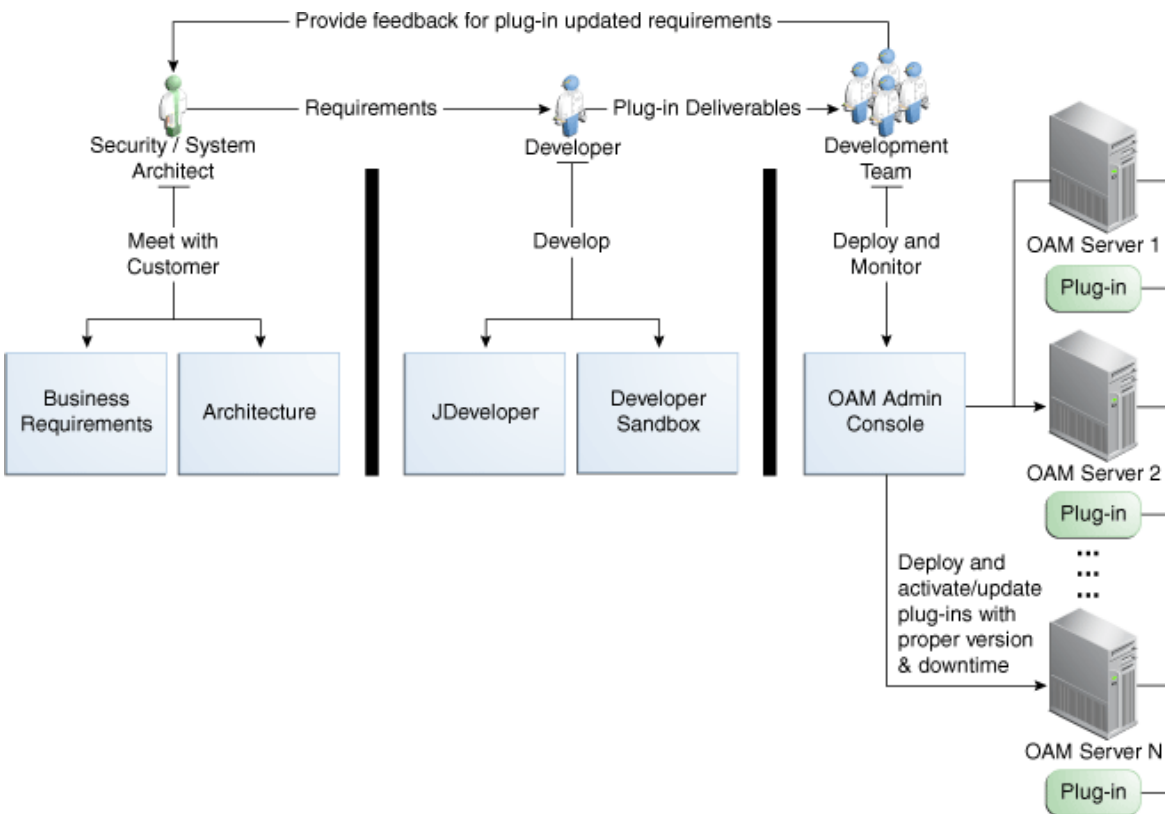 Provide feedback for plug-in updated requirements
Requirements
Plug-in Deliverables
Security / System
Architect
Developer
Development
Team
Meet with
Customer
Develop
Deploy and
Monitor
Business
Requirements
Architecture
JDeveloper
Developer
Sandbox
OAM Admin
Console
OAM Server 1
Plug-in
OAM Server 2
Plug-in
...
...
...
Deploy and
activate/update
plug-ins with
proper version
& downtime
OAM Server N
Plug-in